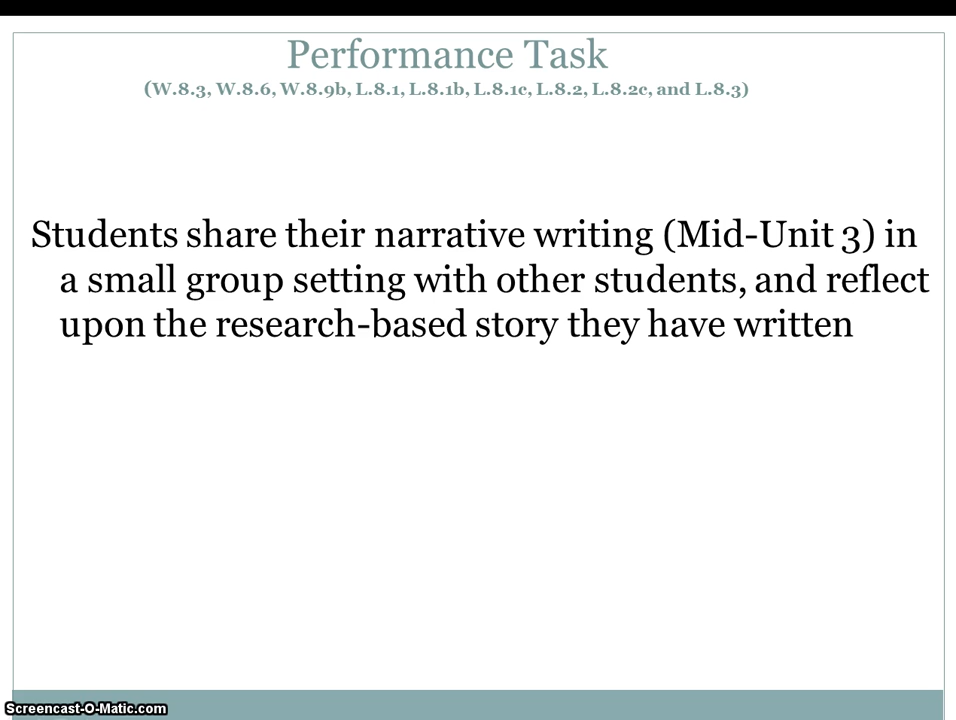 Performance Task
(W.8.3, W.8.6, W.8.9b, L.8.1, L.8.1b, L.8.1c, L.8.2, L.8.2c, and L.8.3)
Students share their narrative writing (Mid-Unit 3) in
a small group setting with other students, and reflect
upon the research-based story they have written
Screencast-O-Matic.com